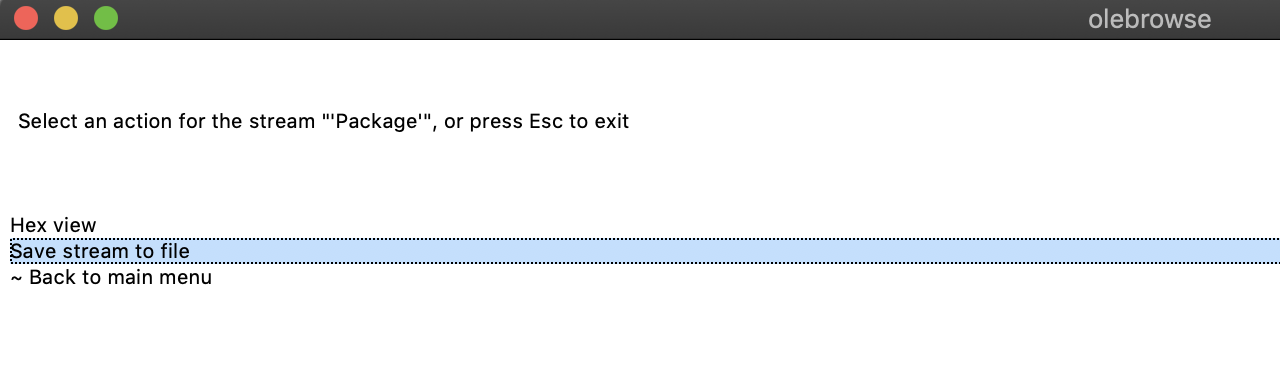 olebrowse
Select an action for the stream "'Package'", or press Esc to exit
Hex view
Save stream to file
~ Back to main menu